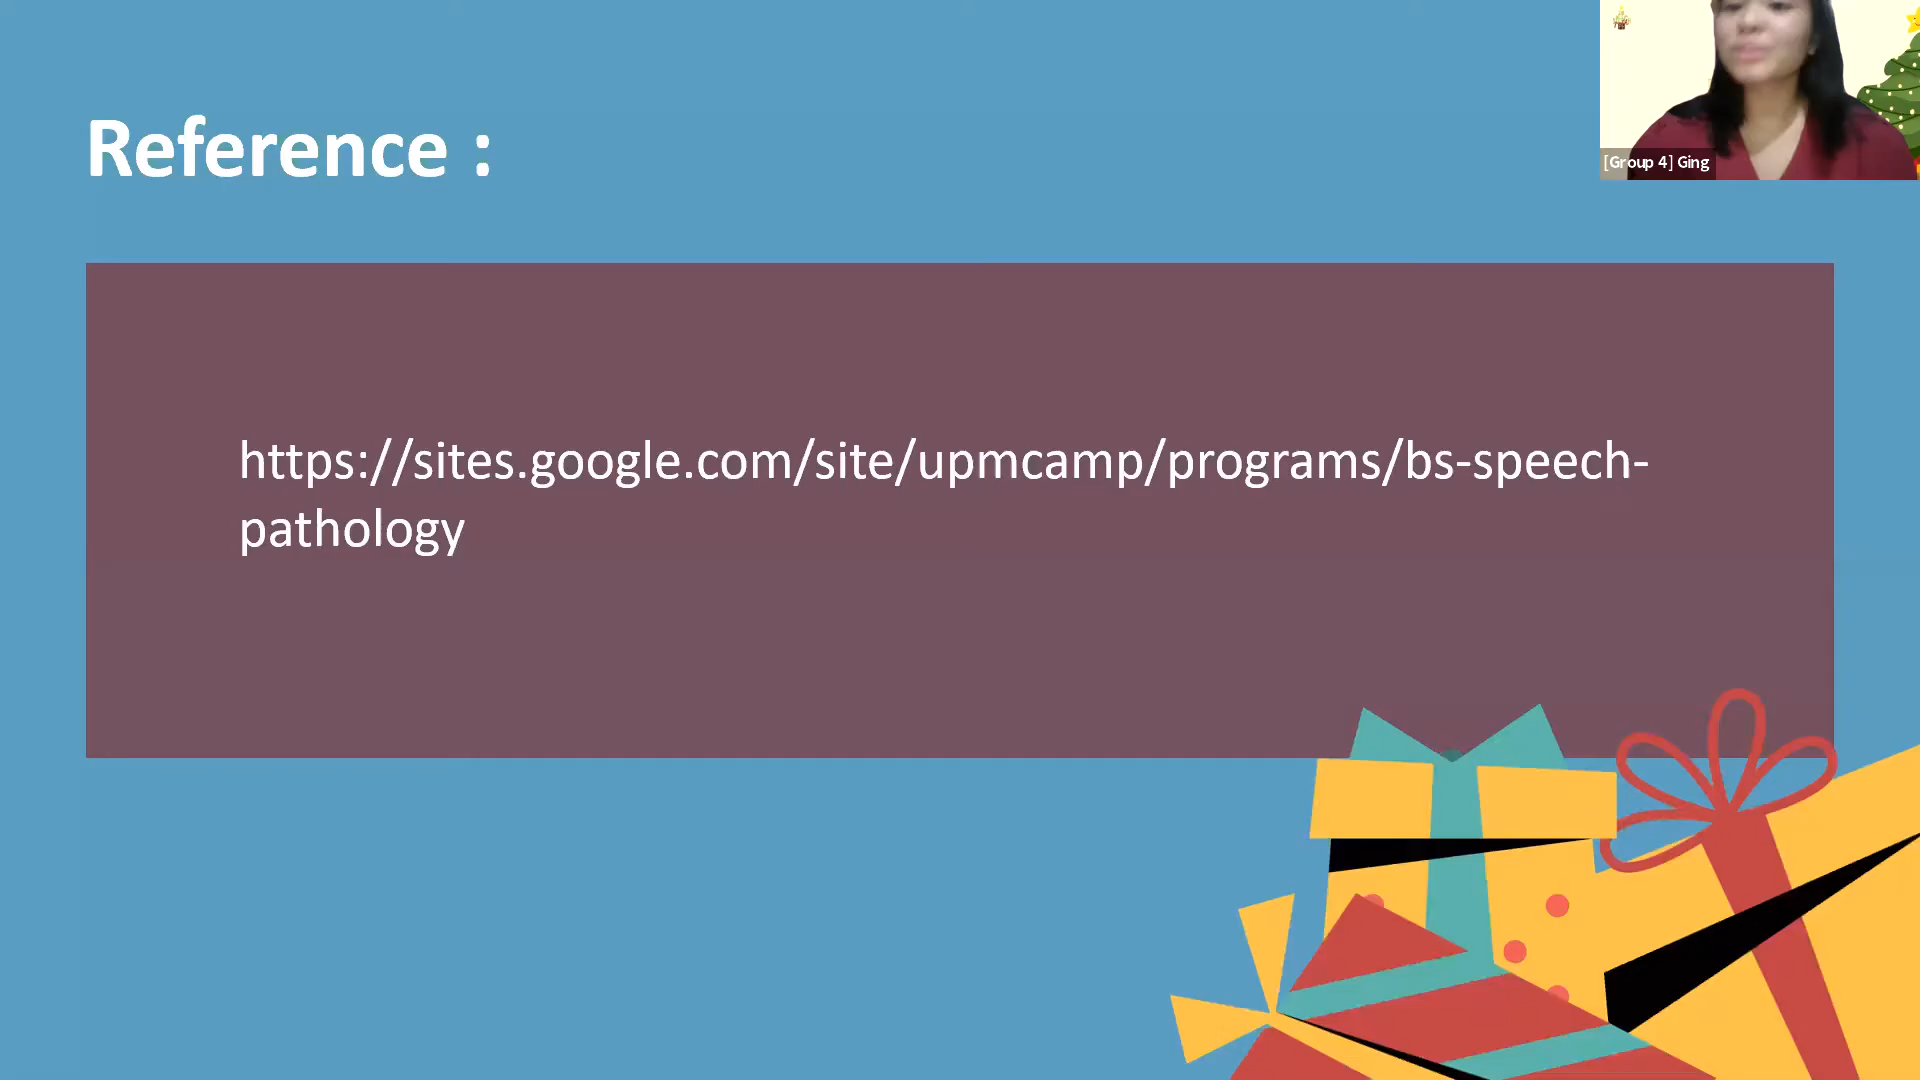 [Group 4] Ging
Reference :
https://sites.google.com/site/upmcamp/programs/bs-speech-
pathology